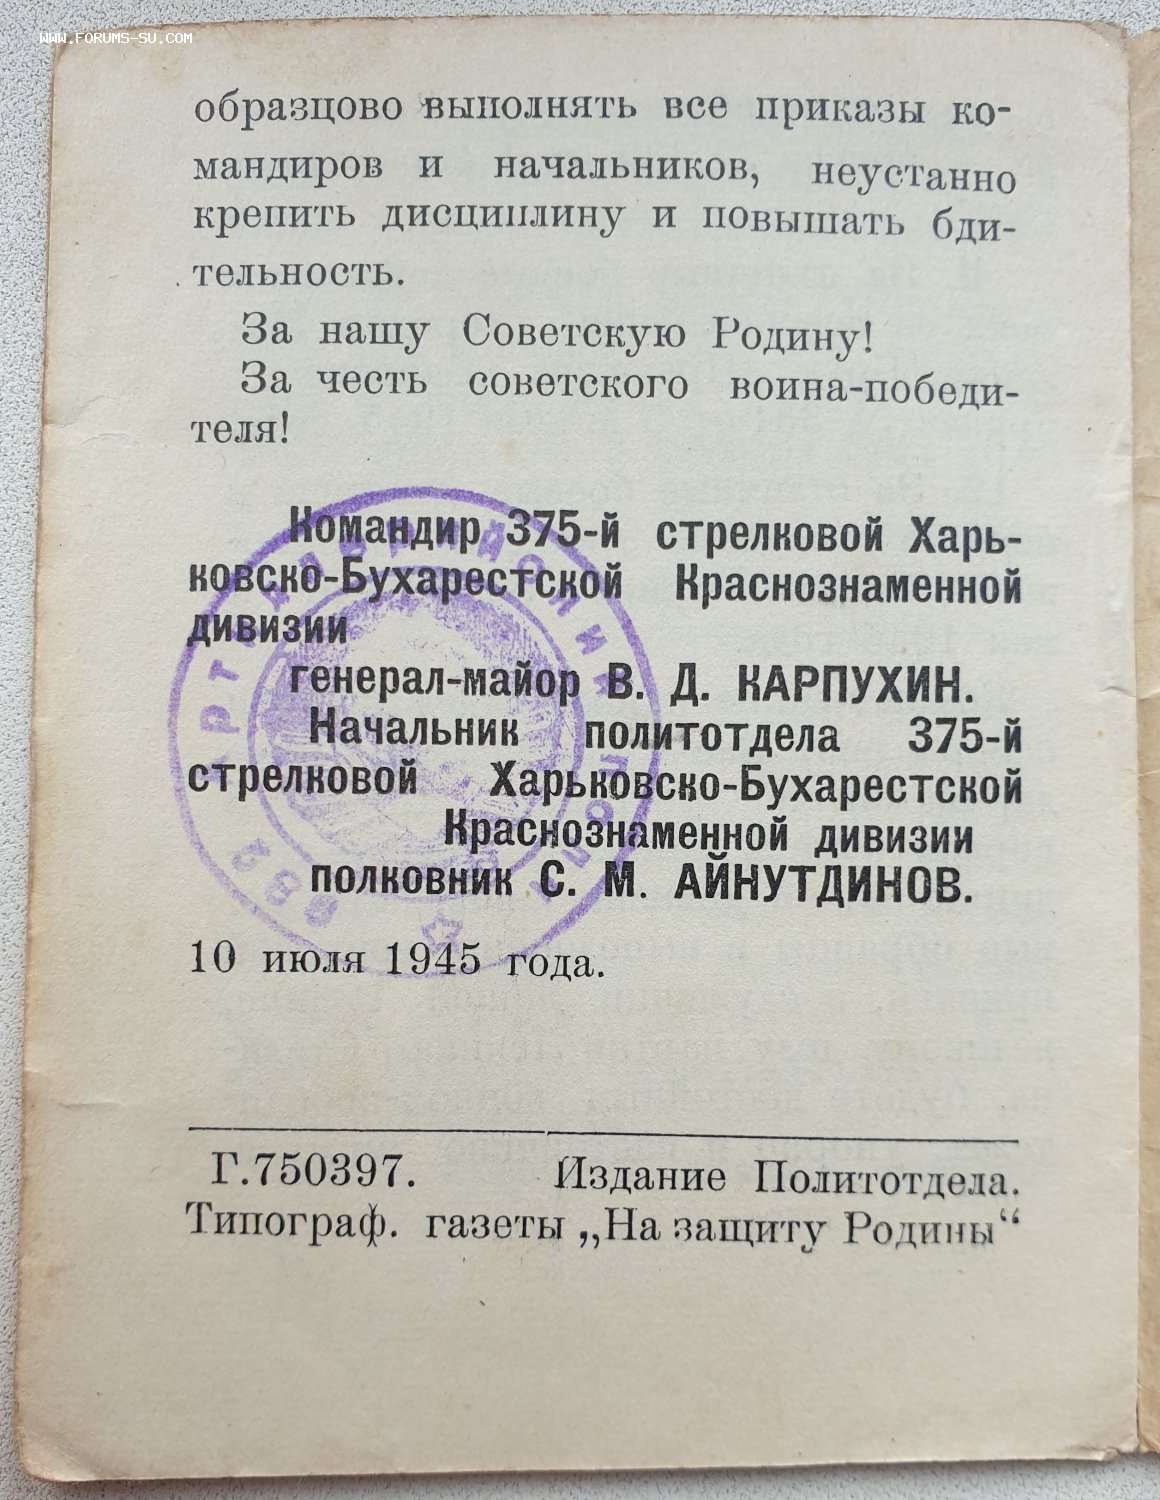 www.forums-su.com
образцово выполнять все приказы ко-
мандиров и начальников, неустанно
крепить дисциплину и повышать бди-
тельность.
За нашу Советскую Родину!
За честь советского воина-победи-
теля!
Командир 375-й стрелковой Харь-
ковско-Бухарестской Краснознаменной
дивизии
генерал-майор В. Д. КАРПУХИН.
Начальник политотдела 375-й
стрелковой Харьковско-Бухарестской
Краснознаменной дивизии
полковник С. М. АЙНУТДИНОВ.
10 июля 1945 года.
Г.750397. Издание Политотдела.
Типограф. газеты „На защиту Родины“